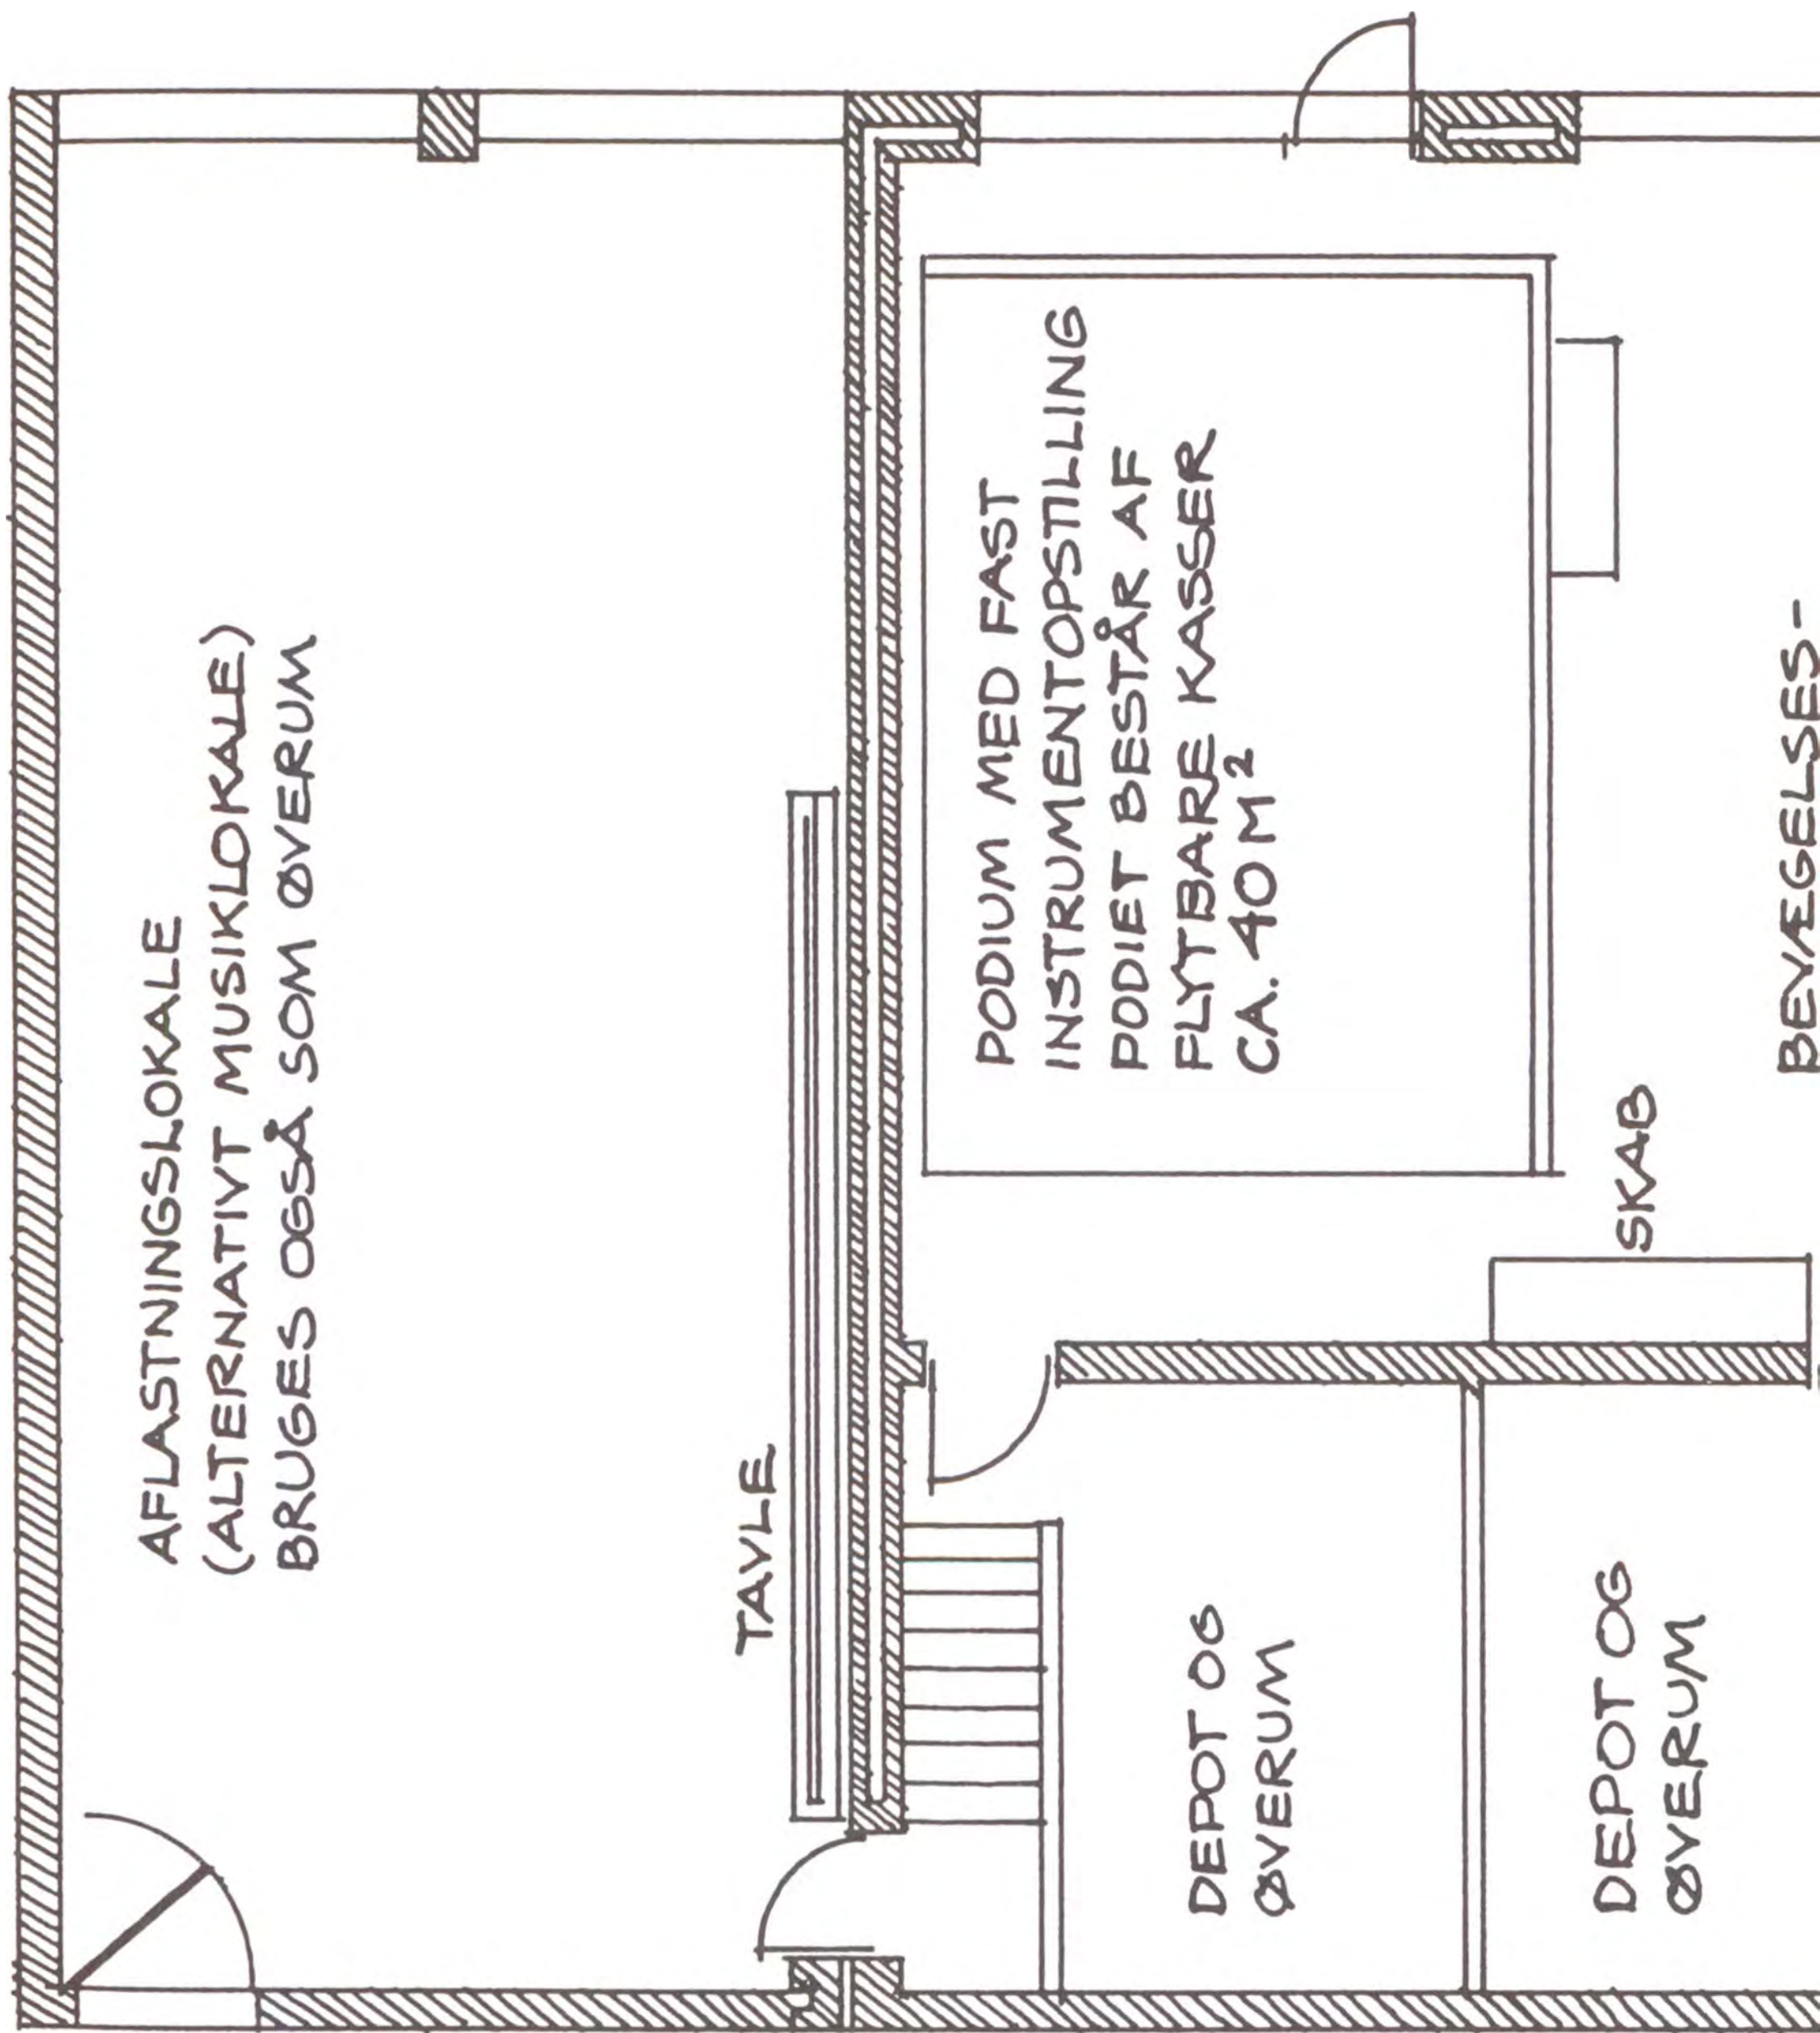 AFLASTNINGSLOKALE
(ALTERNATIVT MUSIKLOKALE)
BRUGES OGSÅ SOM ØVERUM
TAVLE
PODIUM MED FAST
INSTRUMENTOPSTILLING
PODIET BESTÅR AF
FLYTBARE KASSER
CA. 40 M²
DEPOT OG
ØVERUM
SKAB
DEPOT OG
ØVERUM
BEVÆGELSES-